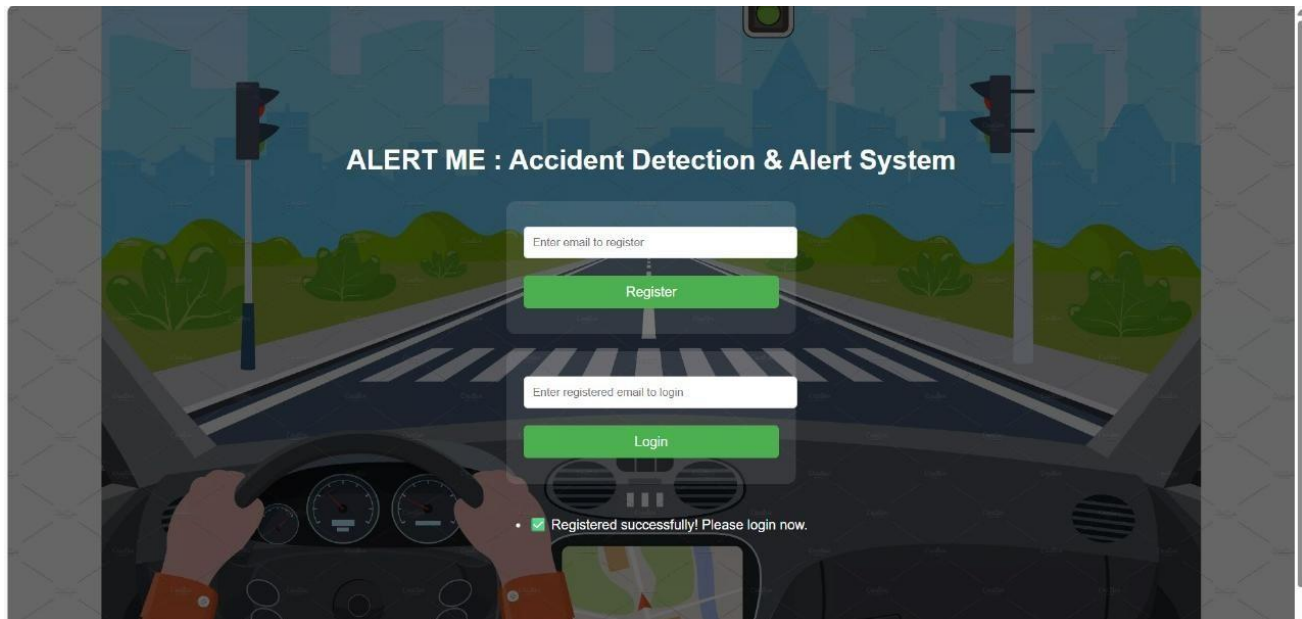 ALERT ME : Accident Detection & Alert System
Enter email to register
Register
Enter registered email to login
Login
Registered successfully! Please login now.